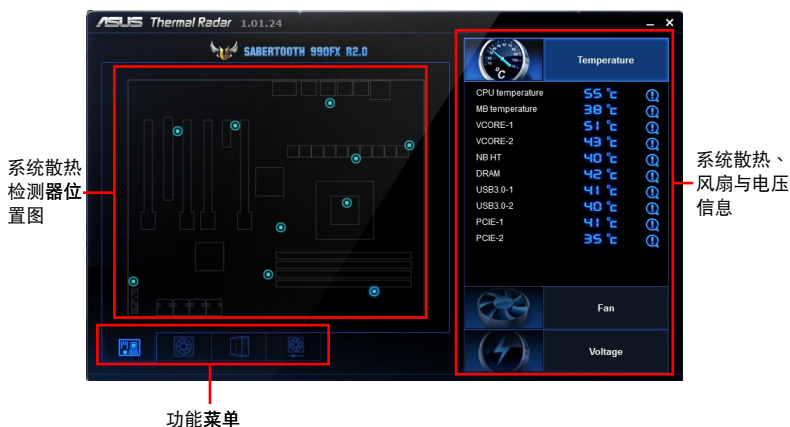 ASUS Thermal Radar 1.01.24
SABERTOOTH 990FX R2.0
°C
Temperature
CPU temperature 55 °c
MB temperature 38 °c
VCORE-1 51 °c
VCORE-2 43 °c
NB HT 40 °c
DRAM 42 °c
USB3.0-1 41 °c
USB3.0-2 40 °c
PCIE-1 41 °c
PCIE-2 35 °c
Fan
Voltage
系统散热
检测器位
置图
系统散热、
风扇与电压
信息
功能菜单